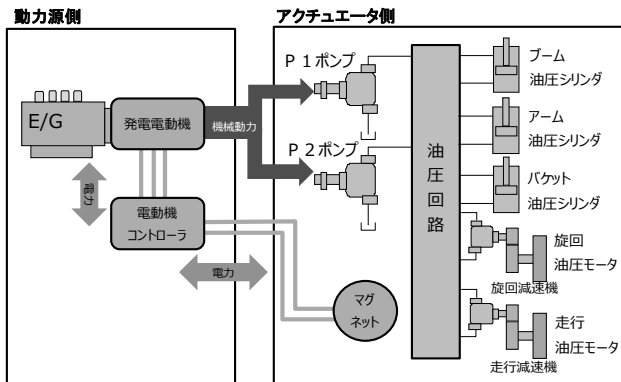 動力源側
アクチュエータ側
E/G
発電電動機
機械動力
電力
電動機
コントローラ
電力
P1ポンプ
P2ポンプ
マグ
ネット
油圧回路
ブーム
油圧シリンダ
アーム
油圧シリンダ
バケット
油圧シリンダ
旋回
油圧モータ
旋回減速機
走行
油圧モータ
走行減速機